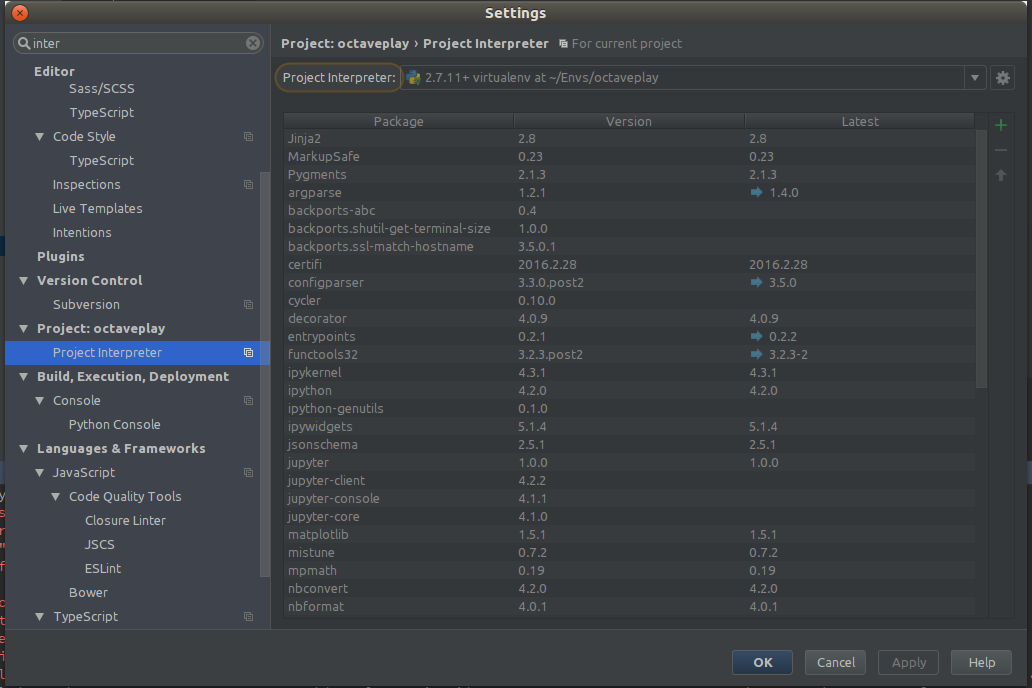 Settings
inter
Project: octaveplay › Project Interpreter For current project
Editor
Sass/SCSS
TypeScript
Code Style
TypeScript
Inspections
Live Templates
Intentions
Plugins
Version Control
Subversion
Project: octaveplay
Project Interpreter
Build, Execution, Deployment
Console
Python Console
Languages & Frameworks
JavaScript
Code Quality Tools
Closure Linter
JSCS
ESLint
Bower
TypeScript
Project Interpreter: 2.7.11+ virtualenv at ~/Envs/octaveplay
Package Version Latest
Jinja2 2.8 2.8
MarkupSafe 0.23 0.23
Pygments 2.1.3 2.1.3
argparse 1.2.1 1.4.0
backports-abc 0.4
backports.shutil-get-terminal-size 1.0.0
backports.ssl-match-hostname 3.5.0.1
certifi 2016.2.28 2016.2.28
configparser 3.3.0.post2 3.5.0
cycler 0.10.0
decorator 4.0.9 4.0.9
entrypoints 0.2.1 0.2.2
functools32 3.2.3.post2 3.2.3-2
ipykernel 4.3.1 4.3.1
ipython 4.2.0 4.2.0
ipython-genutils 0.1.0
ipywidgets 5.1.4 5.1.4
jsonschema 2.5.1 2.5.1
jupyter 1.0.0 1.0.0
jupyter-client 4.2.2
jupyter-console 4.1.1
jupyter-core 4.1.0
matplotlib 1.5.1 1.5.1
mistune 0.7.2 0.7.2
mpmath 0.19 0.19
nbconvert 4.2.0 4.2.0
nbformat 4.0.1 4.0.1
OK Cancel Apply Help